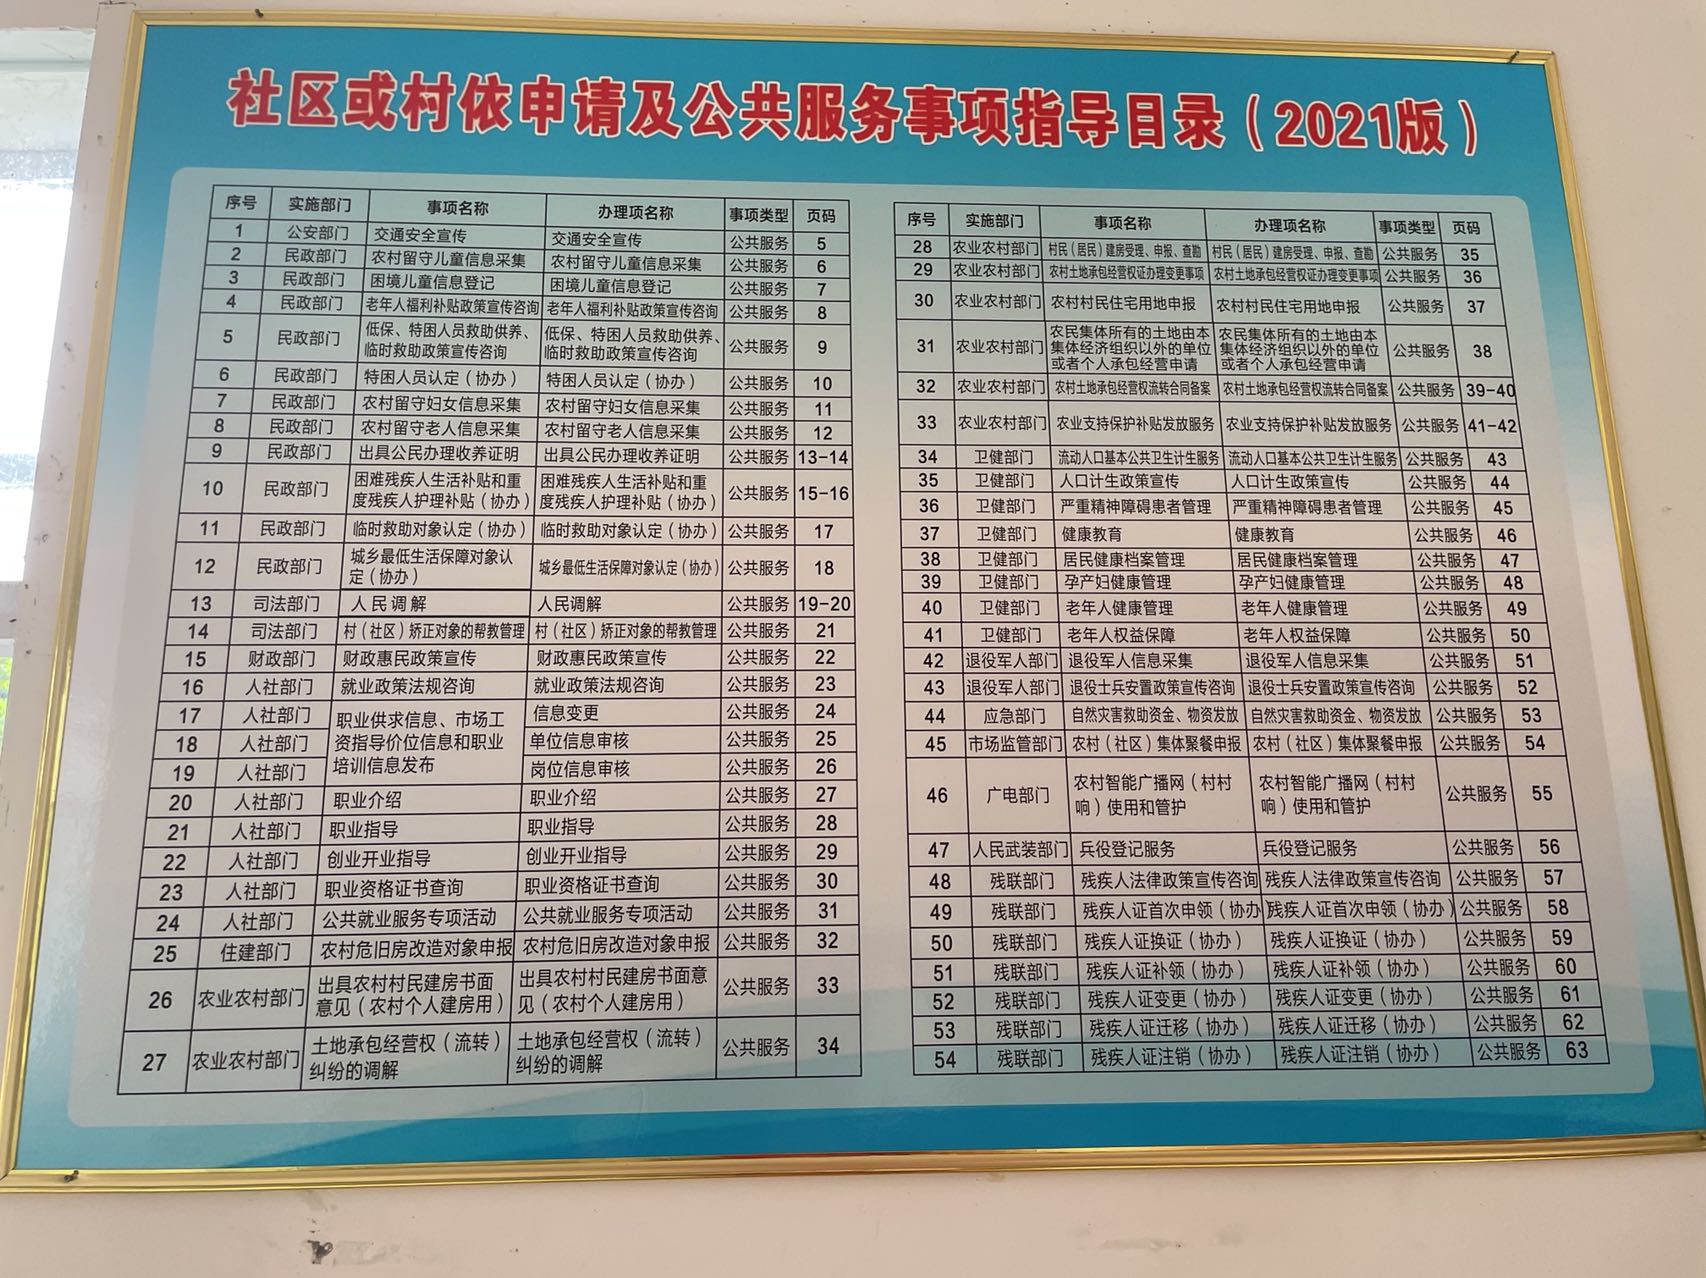 社区或村依申请及公共服务事项指导目录（2021版）
序号 实施部门 事项名称 办理项名称 事项类型 页码
1 公安部门 交通安全宣传 交通安全宣传 公共服务 5
2 民政部门 农村留守儿童信息采集 农村留守儿童信息采集 公共服务 6
3 民政部门 困境儿童信息登记 困境儿童信息登记 公共服务 7
4 民政部门 老年人福利补贴政策宣传咨询 老年人福利补贴政策宣传咨询 公共服务 8
5 民政部门 低保、特困人员救助供养、临时救助政策宣传咨询 低保、特困人员救助供养、临时救助政策宣传咨询 公共服务 9
6 民政部门 特困人员认定（协办） 特困人员认定（协办） 公共服务 10
7 民政部门 农村留守妇女信息采集 农村留守妇女信息采集 公共服务 11
8 民政部门 农村留守老人信息采集 农村留守老人信息采集 公共服务 12
9 民政部门 出具公民办理收养证明 出具公民办理收养证明 公共服务 13-14
10 民政部门 困难残疾人生活补贴和重度残疾人护理补贴（协办） 困难残疾人生活补贴和重度残疾人护理补贴（协办） 公共服务 15-16
11 民政部门 临时救助对象认定（协办） 临时救助对象认定（协办） 公共服务 17
12 民政部门 城乡最低生活保障对象认定（协办） 城乡最低生活保障对象认定（协办） 公共服务 18
13 司法部门 人民调解 人民调解 公共服务 19-20
14 司法部门 村（社区）矫正对象的帮教管理 村（社区）矫正对象的帮教管理 公共服务 21
15 财政部门 财政惠民政策宣传 财政惠民政策宣传 公共服务 22
16 人社部门 就业政策法规咨询 就业政策法规咨询 公共服务 23
17 人社部门 职业供求信息、市场工资指导价位信息和职业培训信息发布 信息变更 公共服务 24
18 人社部门 单位信息审核 公共服务 25
19 人社部门 岗位信息审核 公共服务 26
20 人社部门 职业介绍 职业介绍 公共服务 27
21 人社部门 职业指导 职业指导 公共服务 28
22 人社部门 创业开业指导 创业开业指导 公共服务 29
23 人社部门 职业资格证书查询 职业资格证书查询 公共服务 30
24 人社部门 公共就业服务专项活动 公共就业服务专项活动 公共服务 31
25 住建部门 农村危旧房改造对象申报 农村危旧房改造对象申报 公共服务 32
26 农业农村部门 出具农村村民建房书面意见（农村个人建房用） 出具农村村民建房书面意见（农村个人建房用） 公共服务 33
27 农业农村部门 土地承包经营权（流转）纠纷的调解 土地承包经营权（流转）纠纷的调解 公共服务 34
序号 实施部门 事项名称 办理项名称 事项类型 页码
28 农业农村部门 村民（居民）建房受理、申报、查勘 村民（居民）建房受理、申报、查勘 公共服务 35
29 农业农村部门 农村土地承包经营权证办理变更事项 农村土地承包经营权证办理变更事项 公共服务 36
30 农业农村部门 农村村民住宅用地申报 农村村民住宅用地申报 公共服务 37
31 农业农村部门 农民集体所有的土地由本集体经济组织以外的单位或者个人承包经营申请 农民集体所有的土地由本集体经济组织以外的单位或者个人承包经营申请 公共服务 38
32 农业农村部门 农村土地承包经营权流转合同备案 农村土地承包经营权流转合同备案 公共服务 39-40
33 农业农村部门 农业支持保护补贴发放服务 农业支持保护补贴发放服务 公共服务 41-42
34 卫健部门 流动人口基本公共卫生计生服务 流动人口基本公共卫生计生服务 公共服务 43
35 卫健部门 人口计生政策宣传 人口计生政策宣传 公共服务 44
36 卫健部门 严重精神障碍患者管理 严重精神障碍患者管理 公共服务 45
37 卫健部门 健康教育 健康教育 公共服务 46
38 卫健部门 居民健康档案管理 居民健康档案管理 公共服务 47
39 卫健部门 孕产妇健康管理 孕产妇健康管理 公共服务 48
40 卫健部门 老年人健康管理 老年人健康管理 公共服务 49
41 卫健部门 老年人权益保障 老年人权益保障 公共服务 50
42 退役军人部门 退役军人信息采集 退役军人信息采集 公共服务 51
43 退役军人部门 退役士兵安置政策宣传咨询 退役士兵安置政策宣传咨询 公共服务 52
44 应急部门 自然灾害救助资金、物资发放 自然灾害救助资金、物资发放 公共服务 53
45 市场监管部门 农村（社区）集体聚餐申报 农村（社区）集体聚餐申报 公共服务 54
46 广电部门 农村智能广播网（村村响）使用和管护 农村智能广播网（村村响）使用和管护 公共服务 55
47 人民武装部门 兵役登记服务 兵役登记服务 公共服务 56
48 残联部门 残疾人法律政策宣传咨询 残疾人法律政策宣传咨询 公共服务 57
49 残联部门 残疾人证首次申领（协办 残疾人证首次申领（协办） 公共服务 58
50 残联部门 残疾人证换证（协办） 残疾人证换证（协办） 公共服务 59
51 残联部门 残疾人证补领（协办） 残疾人证补领（协办） 公共服务 60
52 残联部门 残疾人证变更（协办） 残疾人证变更（协办） 公共服务 61
53 残联部门 残疾人证迁移（协办） 残疾人证迁移（协办） 公共服务 62
54 残联部门 残疾人证注销（协办） 残疾人证注销（协办） 公共服务 63